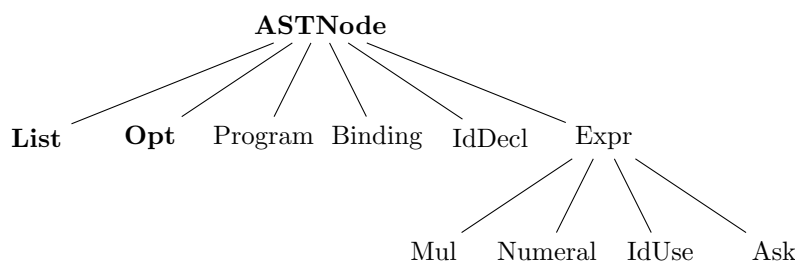 ASTNode
List Opt Program Binding IdDecl Expr
Mul Numeral IdUse Ask